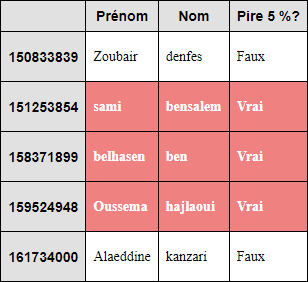 Prénom Nom Pire 5 %?
150833839 Zoubair denfes Faux
151253854 sami bensalem Vrai
158371899 belhasen ben Vrai
159524948 Oussema hajlaoui Vrai
161734000 Alaeddine kanzari Faux